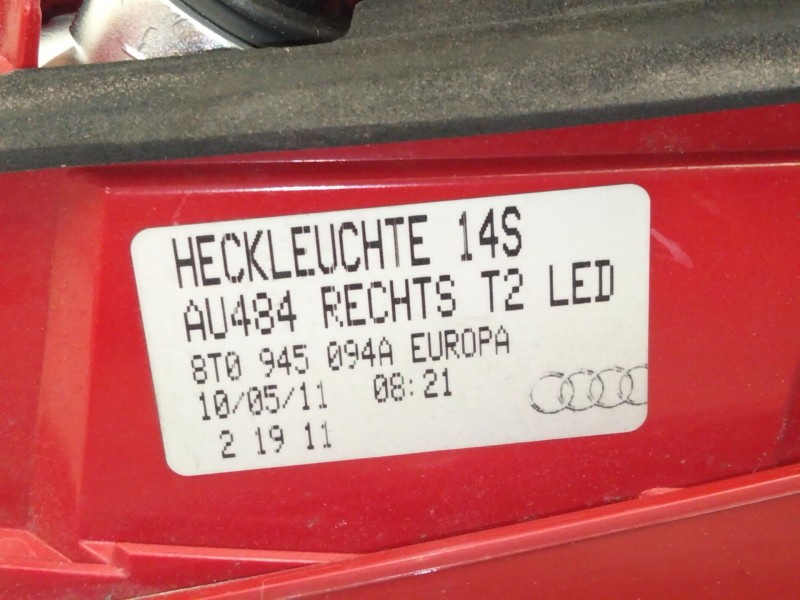 HECKLEUCHTE 14S
AU484 RECHTS T2 LED
8T0 945 094A EUROPA
10/05/11 08:21
2 19 11